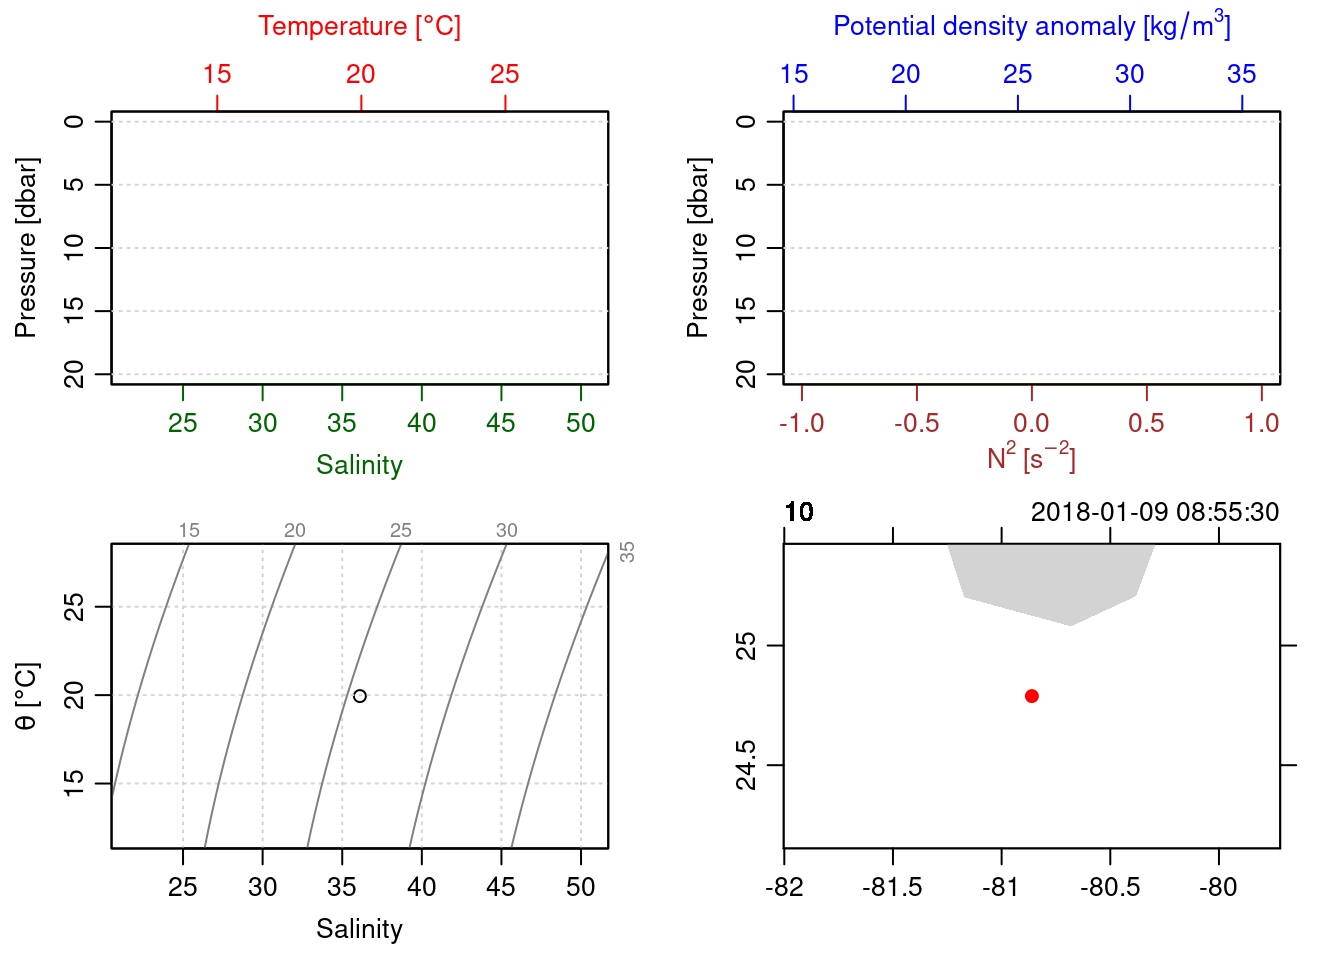 Temperature [°C]
15 20 25
0
5
10
15
20
Pressure [dbar]
25 30 35 40 45 50
Salinity
Potential density anomaly [kg/m³]
15 20 25 30 35
0
5
10
15
20
Pressure [dbar]
-1.0 -0.5 0.0 0.5 1.0
N² [s⁻²]
15 20 25 30 35
25
20
15
θ [°C]
25 30 35 40 45 50
Salinity
10 2018-01-09 08:55:30
25
24.5
-82 -81.5 -81 -80.5 -80